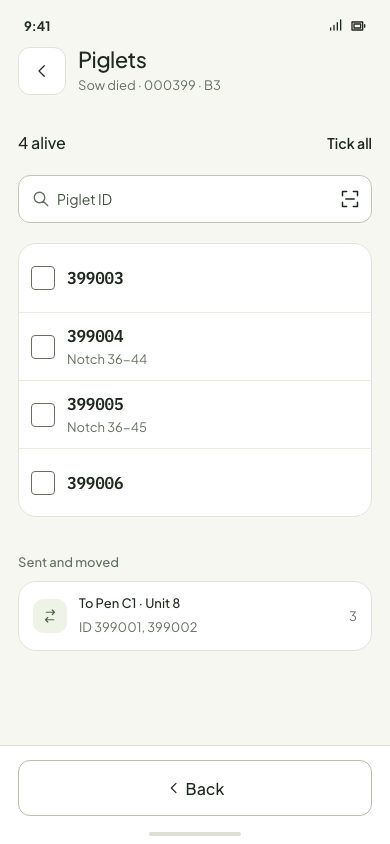 9:41
Piglets
Sow died · 000399 · B3
4 alive
Tick all
Piglet ID
399003
399004
Notch 36–44
399005
Notch 36–45
399006
Sent and moved
To Pen C1 · Unit 8
ID 399001, 399002
3
Back